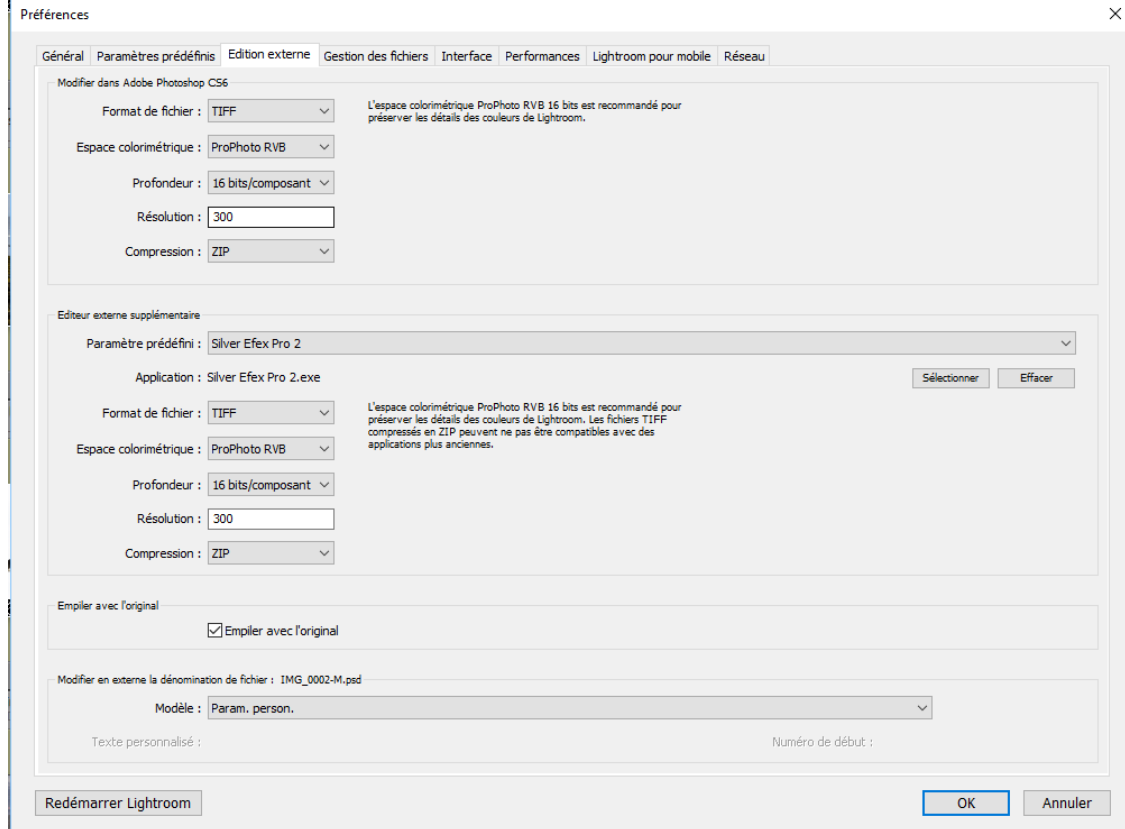 Préférences
Général Paramètres prédéfinis Edition externe Gestion des fichiers Interface Performances Lightroom pour mobile Réseau
Modifier dans Adobe Photoshop CS6
Format de fichier : TIFF
L'espace colorimétrique ProPhoto RVB 16 bits est recommandé pour
préserver les détails des couleurs de Lightroom.
Espace colorimétrique : ProPhoto RVB
Profondeur : 16 bits/composant
Résolution : 300
Compression : ZIP
Editeur externe supplémentaire
Paramètre prédéfini : Silver Efex Pro 2
Application : Silver Efex Pro 2.exe
Sélectionner Effacer
Format de fichier : TIFF
L'espace colorimétrique ProPhoto RVB 16 bits est recommandé pour
préserver les détails des couleurs de Lightroom. Les fichiers TIFF
compressés en ZIP peuvent ne pas être compatibles avec des
applications plus anciennes.
Espace colorimétrique : ProPhoto RVB
Profondeur : 16 bits/composant
Résolution : 300
Compression : ZIP
Empiler avec l'original
Empiler avec l'original
Modifier en externe la dénomination de fichier : IMG_0002-M.psd
Modèle : Param. person.
Texte personnalisé : Numéro de début :
Redémarrer Lightroom OK Annuler